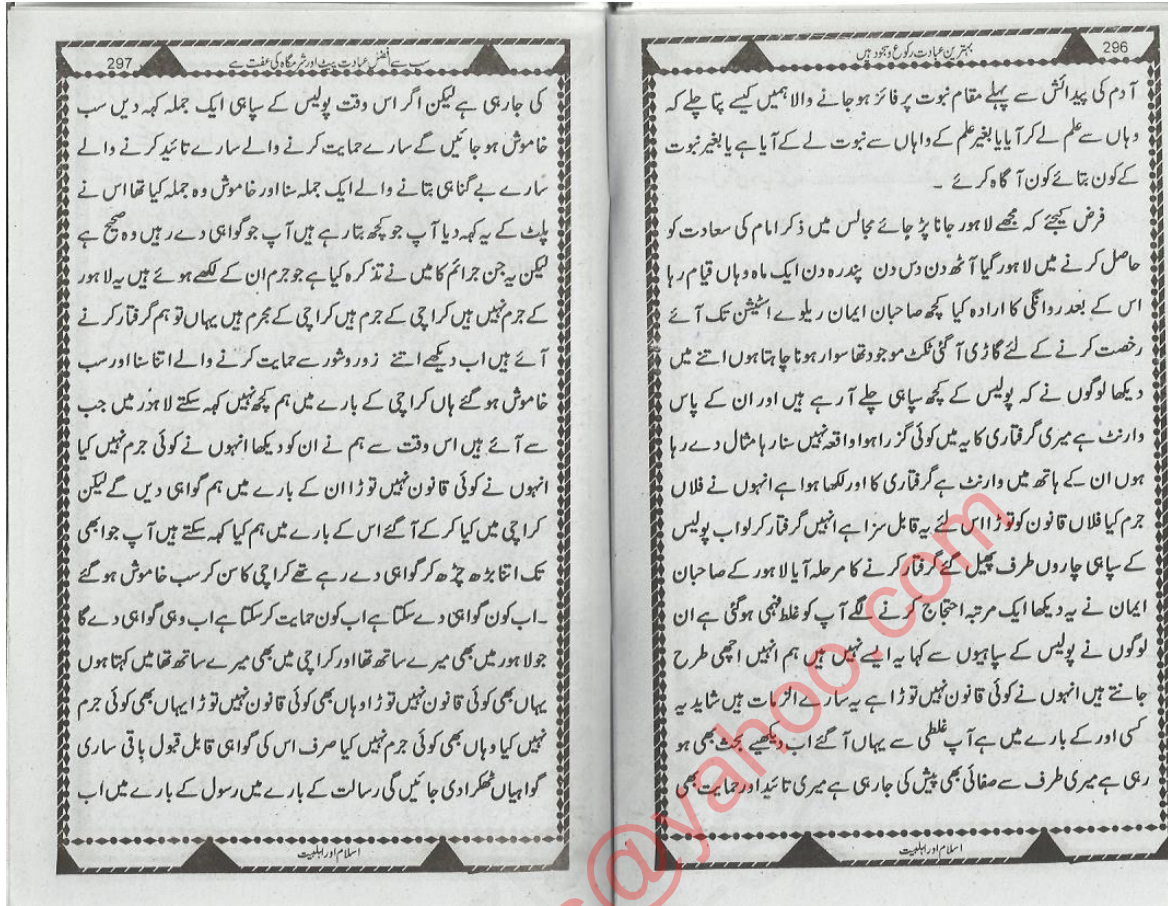 296
بہترین عبادت رکوع و سجود ہیں
آدم کی پیدائش سے پہلے مقام نبوت پر فائز ہو جانے والا ہمیں کیسے پتا چلے کہ
وہاں سے علم لے کر آیا یا بغیر علم کے واہاں سے نبوت لے کے آیا ہے یا بغیر نبوت
کے کون بتائے کون آگاہ کرئے ۔
فرض کیجئے کہ مجھے لاہور جانا پڑ جائے مجالس میں ذکر امام کی سعادت کو
حاصل کرنے میں لاہور گیا آٹھ دن دس دن پندرہ دن ایک ماہ وہاں قیام رہا
اس کے بعد روانگی کا ارادہ کیا کچھ صاحبان ایمان ریلوے اسٹیشن تک آئے
رخصت کرنے کے لئے گاڑی آگئی ٹکٹ موجود تھا سوار ہونا چاہتا ہوں اتنے میں
دیکھا لوگوں نے کہ پولیس کے کچھ سپاہی چلے آرہے ہیں اور ان کے پاس
وارنٹ ہے میری گرفتاری کا یہ میں کوئی گزرا ہوا واقعہ نہیں سنا رہا مثال دے رہا
ہوں ان کے ہاتھ میں وارنٹ ہے گرفتاری کا اور لکھا ہوا ہے انہوں نے فلاں
جرم کیا فلاں قانون کو توڑا اس لئے یہ قابل سزا ہے انہیں گرفتار کر لو اب پولیس
کے سپاہی چاروں طرف پھیل گئے گرفتار کرنے کا مرحلہ آیا لاہور کے صاحبان
ایمان نے یہ دیکھا ایک مرتبہ احتجاج کرنے لگے آپ کو غلط فہمی ہوگئی ہے ان
لوگوں نے پولیس کے سپاہیوں سے کہا یہ ایسے نہیں ہیں ہم انہیں اچھی طرح
جانتے ہیں انہوں نے کوئی قانون نہیں توڑا ہے یہ سارے الزمات ہیں شاید یہ
کسی اور کے بارے میں ہے آپ غلطی سے یہاں آگئے اب دیکھیے بحث بھی ہو
رہی ہے میری طرف سے صفائی بھی پیش کی جارہی ہے میری تائید اور حمایت بھی
اسلام اور اہلبیت
297
سب سے افضل عبادت پیٹ اور شرمگاہ کی عفت ہے
کی جارہی ہے لیکن اگر اس وقت پولیس کے سپاہی ایک جملہ کہہ دیں سب
خاموش ہو جائیں گے سارے حمایت کرنے والے سارے تائید کرنے والے
سارے بے گناہی بتانے والے ایک جملہ سنا اور خاموش وہ جملہ کیا تھا اس نے
پلٹ کے یہ کہہ دیا آپ جو کچھ بتا رہے ہیں آپ جو گواہی دے رہیں وہ صحیح ہے
لیکن یہ جن جرائم کا میں نے تذکرہ کیا ہے جو جرم ان کے لکھے ہوئے ہیں یہ لاہور
کے جرم نہیں ہیں کراچی کے جرم ہیں کراچی کے مجرم ہیں یہاں تو ہم گرفتار کرنے
آئے ہیں اب دیکھے اتنے زور و شور سے حمایت کرنے والے اتنا سنا اور سب
خاموش ہو گئے ہاں کراچی کے بارے میں ہم کچھ نہیں کہہ سکتے لاہور میں جب
سے آئے ہیں اس وقت سے ہم نے ان کو دیکھا انہوں نے کوئی جرم نہیں کیا
انہوں نے کوئی قانون نہیں توڑا ان کے بارے میں ہم گواہی دیں گے لیکن
کراچی میں کیا کر کے آگئے اس کے بارے میں ہم کیا کہہ سکتے ہیں آپ جو ابھی
تک اتنا بڑھ چڑھ کر گواہی دے رہے تھے کراچی کا سن کر سب خاموش ہو گئے
۔اب کون گواہی دے سکتا ہے اب کون حمایت کر سکتا ہے اب وہی گواہی دے گا
جو لاہور میں بھی میرے ساتھ تھا اور کراچی میں بھی میرے ساتھ تھا میں کہتا ہوں
یہاں بھی کوئی قانون نہیں توڑا وہاں بھی کوئی قانون نہیں توڑا یہاں بھی کوئی جرم
نہیں کیا وہاں بھی کوئی جرم نہیں کیا صرف اس کی گواہی قابل قبول باقی ساری
گواہیاں ٹھکرا دی جائیں گی رسالت کے بارے میں رسول کے بارے میں اب
اسلام اور اہلبیت
s@yahoo.com